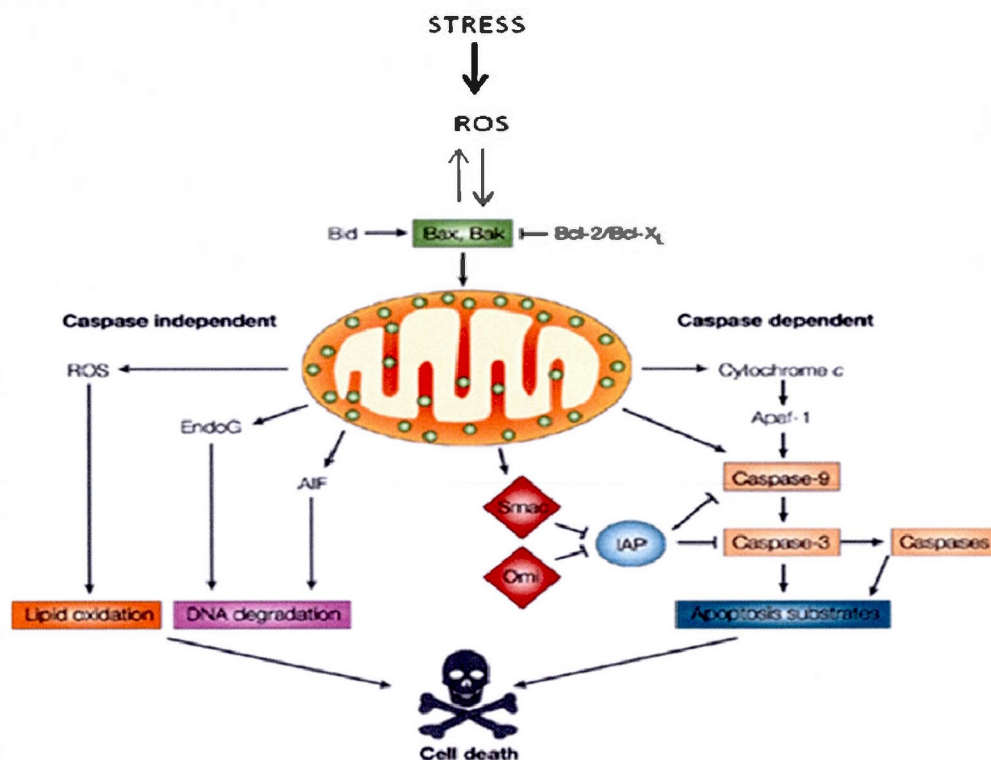 STRESS
ROS
Bid
Bax, Bak
Bcl-2/Bcl-XL
Caspase independent
Caspase dependent
ROS
Cytochrome c
EndoG
Apaf-1
AIF
Caspase-9
Smac
IAP
Caspase-3
Caspases
Omi
Lipid oxidation
DNA degradation
Apoptosis substrates
Cell death